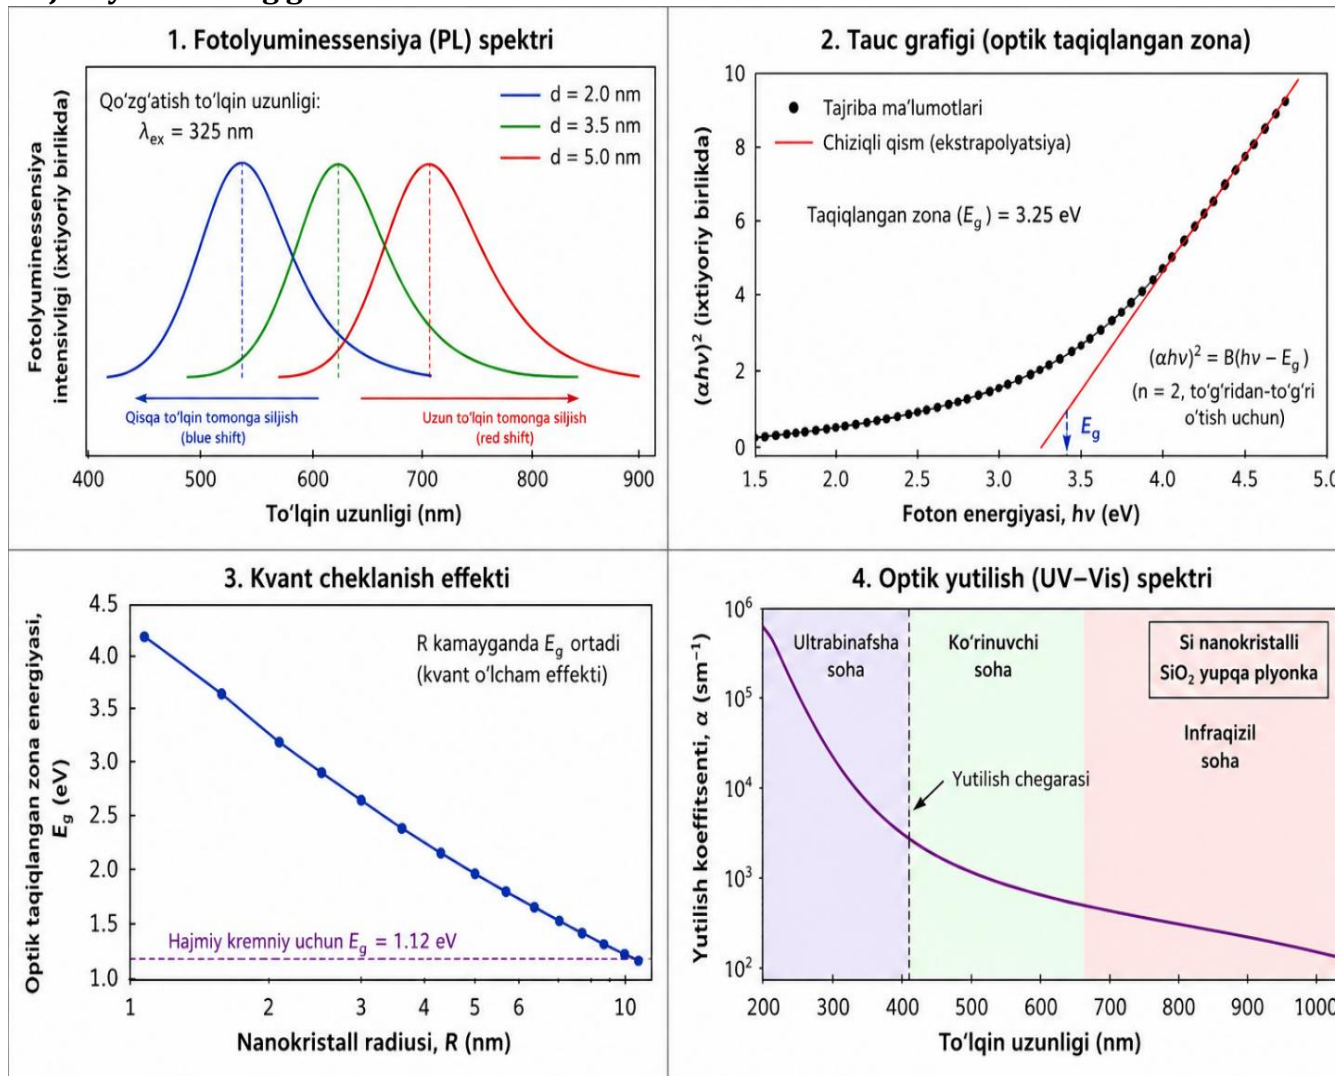 1. Fotolyuminessensiya (PL) spektri
Fotolyuminessensiya
intensivligi (ixtiyoriy birlikda)
Qo‘zg‘atish to‘lqin uzunligi:
λex = 325 nm
d = 2.0 nm
d = 3.5 nm
d = 5.0 nm
Qisqa to‘lqin tomonga siljish
(blue shift)
Uzun to‘lqin tomonga siljish
(red shift)
400 500 600 700 800 900
To‘lqin uzunligi (nm)
2. Tauc grafigi (optik taqiqlangan zona)
(αhν)² (ixtiyoriy birlikda)
10
8
6
4
2
0
Tajriba ma’lumotlari
Chiziqli qism (ekstrapolyatsiya)
Taqiqlangan zona (Eg) = 3.25 eV
(αhν)² = B(hν – Eg)
(n = 2, to‘g‘ridan-to‘g‘ri
o‘tish uchun)
Eg
1.5 2.0 2.5 3.0 3.5 4.0 4.5 5.0
Foton energiyasi, hν (eV)
3. Kvant cheklanish effekti
Optik taqiqlangan zona energiyasi,
Eg (eV)
4.5
4.0
3.5
3.0
2.5
2.0
1.5
1.0
R kamayganda Eg ortadi
(kvant o‘lcham effekti)
Hajmiy kremniy uchun Eg = 1.12 eV
1 2 3 4 5 6 10
Nanokristall radiusi, R (nm)
4. Optik yutilish (UV–Vis) spektri
Yutilish koeffitsenti, α (sm⁻¹)
10⁶
10⁵
10⁴
10³
10²
Ultrabinafsha
soha
Ko‘rinuvchi
soha
Si nanokristalli
SiO₂ yupqa plyonka
Infraqizil
soha
Yutilish chegarasi
200 300 400 500 600 700 800 900 1000
To‘lqin uzunligi (nm)